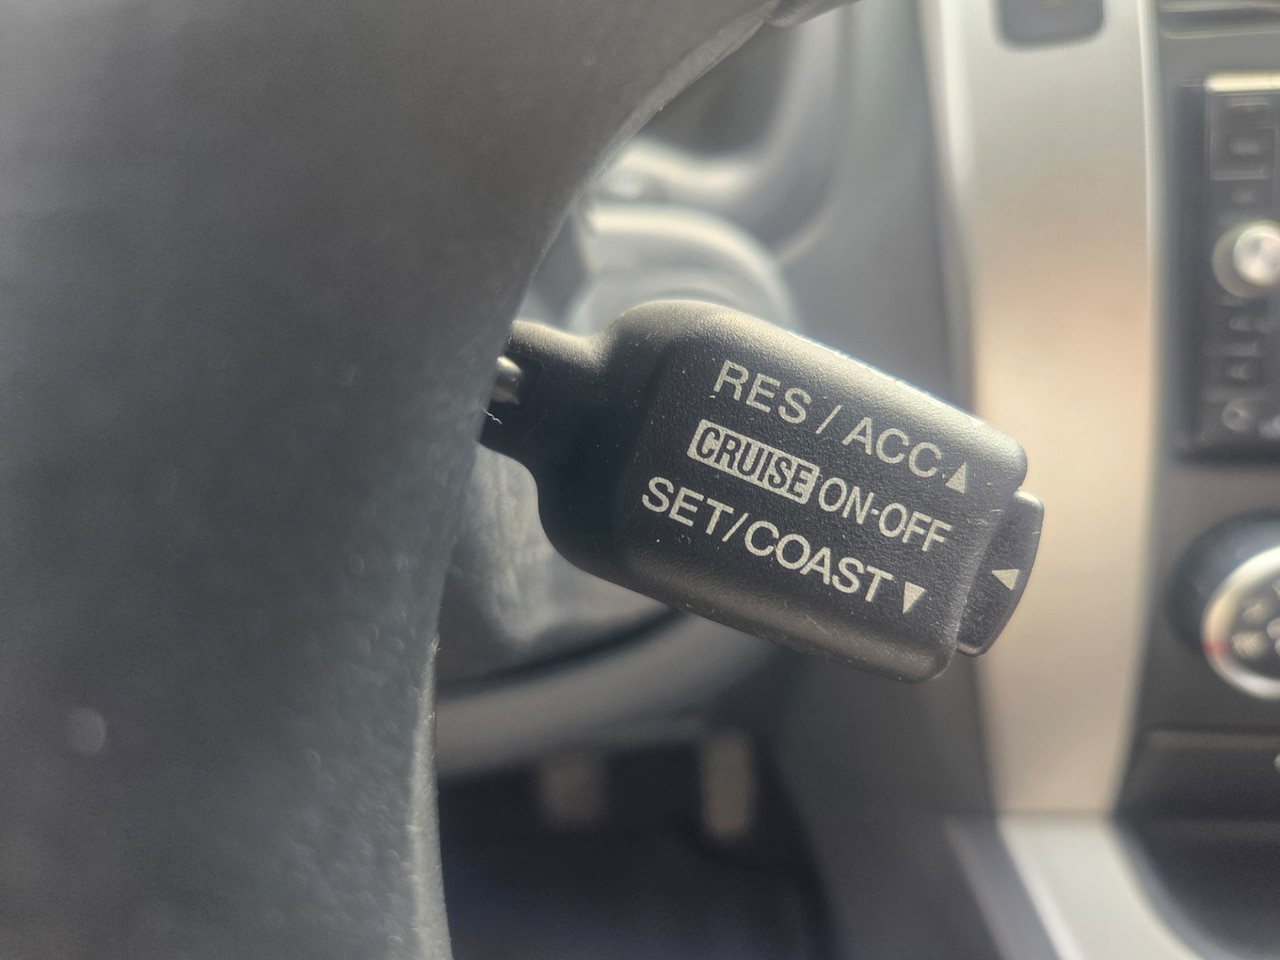 RES / ACC ▲
CRUISE ON-OFF
SET/COAST ▼